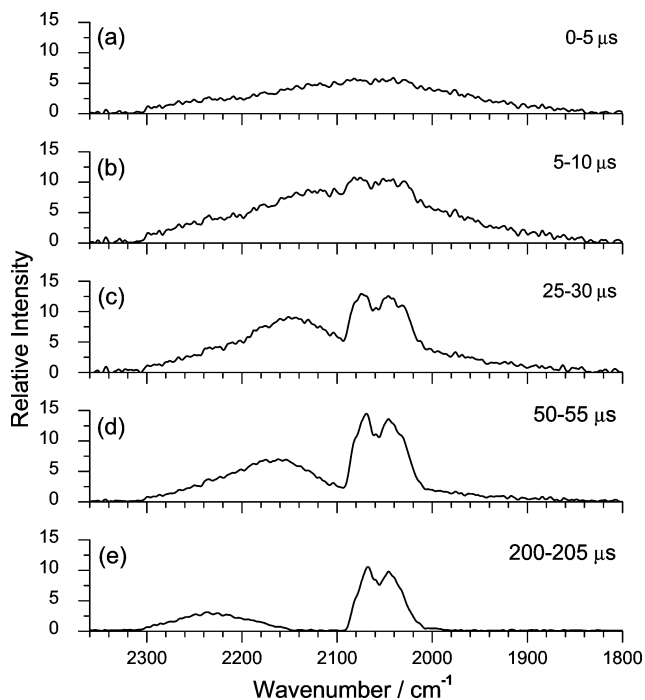 15
(a)
0-5 µs
10
5
0
15
(b)
5-10 µs
10
5
0
Relative Intensity
15
(c)
25-30 µs
10
5
0
15
(d)
50-55 µs
10
5
0
15
(e)
200-205 µs
10
5
0
2300 2200 2100 2000 1900 1800
Wavenumber / cm⁻¹